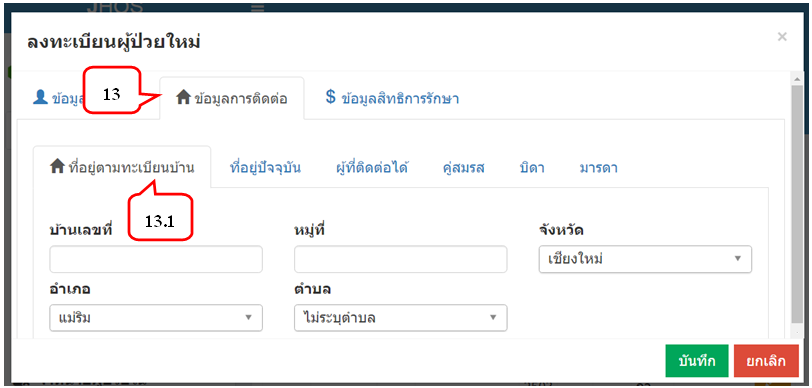 JHOS
ลงทะเบียนผู้ป่วยใหม่
×
ข้อมูล 13 ข้อมูลการติดต่อ $ ข้อมูลสิทธิการรักษา
ที่อยู่ตามทะเบียนบ้าน ที่อยู่ปัจจุบัน ผู้ที่ติดต่อได้ คู่สมรส บิดา มารดา
13.1
บ้านเลขที่ หมู่ที่ จังหวัด
เชียงใหม่
อำเภอ ตำบล
แม่ริม ไม่ระบุตำบล
บันทึก ยกเลิก